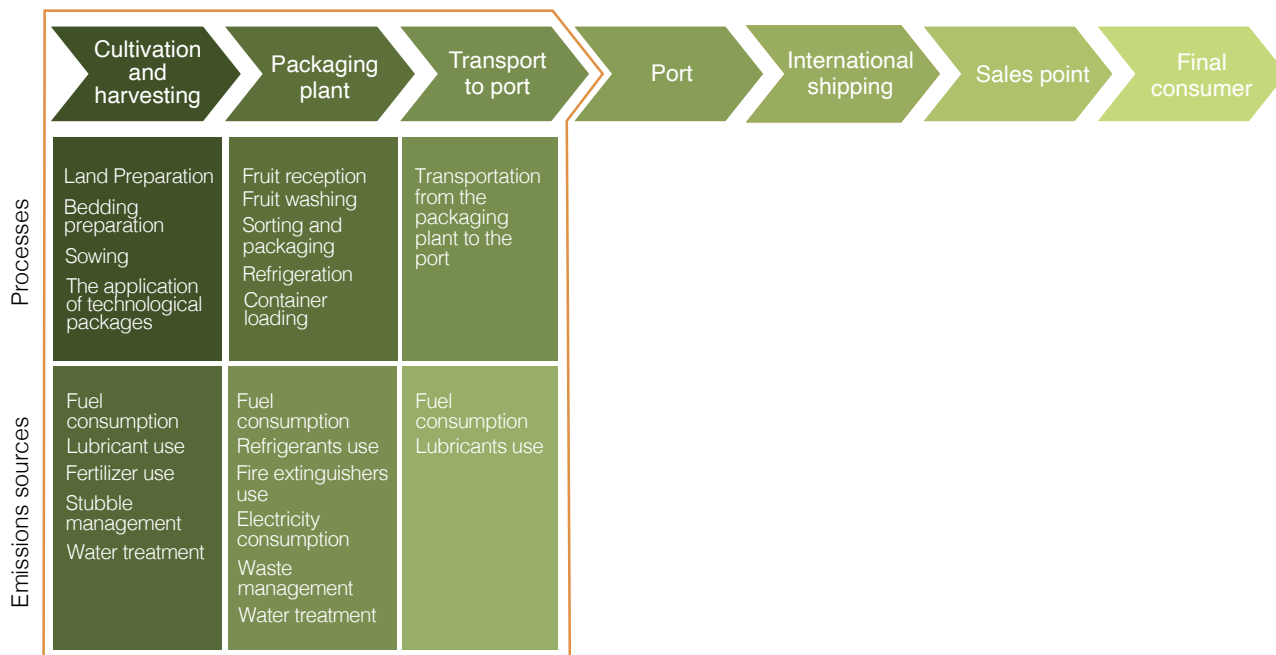 Cultivation
and
harvesting
Packaging
plant
Transport
to port
Port
International
shipping
Sales point
Final
consumer
Processes
Land Preparation
Bedding
preparation
Sowing
The application
of technological
packages
Fruit reception
Fruit washing
Sorting and
packaging
Refrigeration
Container
loading
Transportation
from the
packaging
plant to the
port
Emissions sources
Fuel
consumption
Lubricant use
Fertilizer use
Stubble
management
Water treatment
Fuel
consumption
Refrigerants use
Fire extinguishers
use
Electricity
consumption
Waste
management
Water treatment
Fuel
consumption
Lubricants use